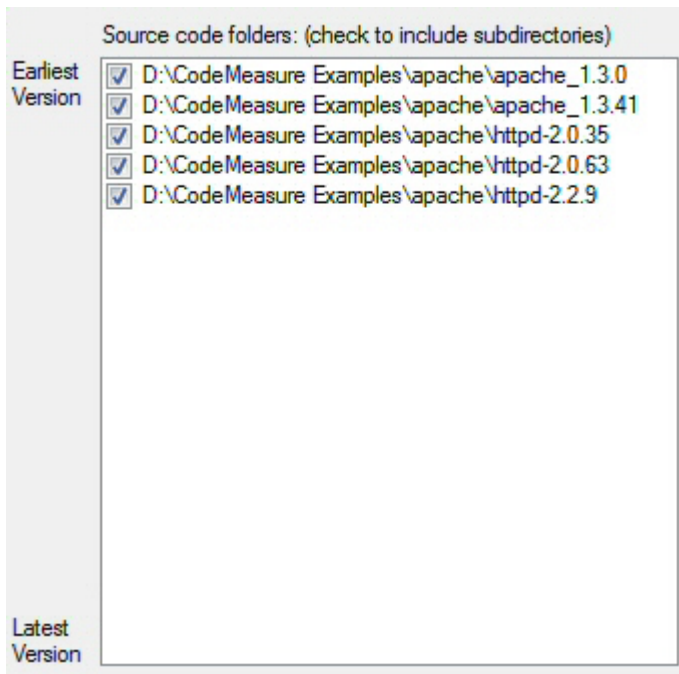 Source code folders: (check to include subdirectories)
Earliest
Version
D:\CodeMeasure Examples\apache\apache_1.3.0
D:\CodeMeasure Examples\apache\apache_1.3.41
D:\CodeMeasure Examples\apache\httpd-2.0.35
D:\CodeMeasure Examples\apache\httpd-2.0.63
D:\CodeMeasure Examples\apache\httpd-2.2.9
Latest
Version